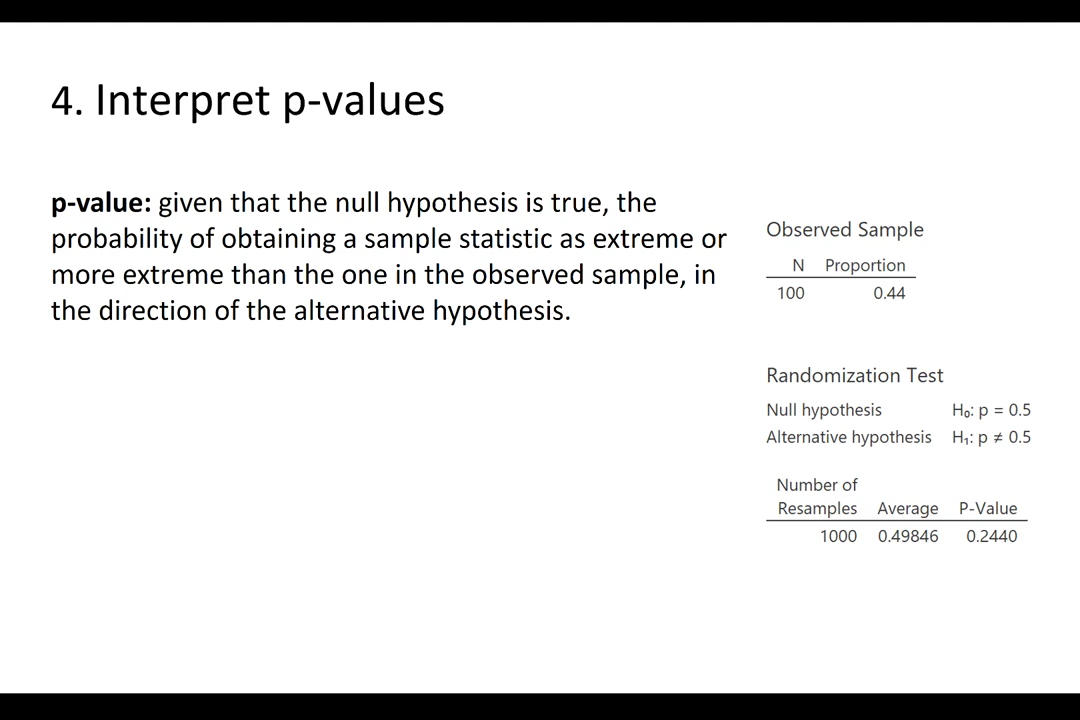 4. Interpret p-values
p-value: given that the null hypothesis is true, the
probability of obtaining a sample statistic as extreme or
more extreme than the one in the observed sample, in
the direction of the alternative hypothesis.
Observed Sample
N Proportion
100 0.44
Randomization Test
Null hypothesis H₀: p = 0.5
Alternative hypothesis H₁: p ≠ 0.5
Number of
Resamples Average P-Value
1000 0.49846 0.2440